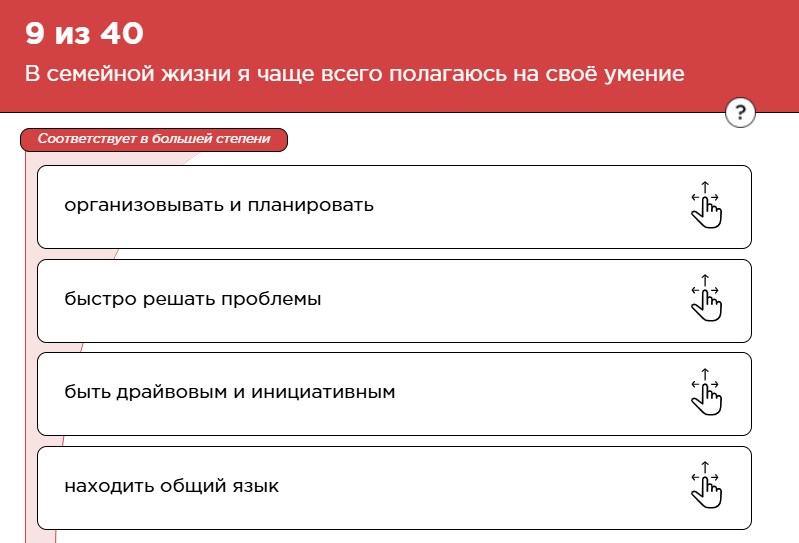 9 из 40
В семейной жизни я чаще всего полагаюсь на своё умение
?
Соответствует в большей степени
организовывать и планировать
быстро решать проблемы
быть драйвовым и инициативным
находить общий язык